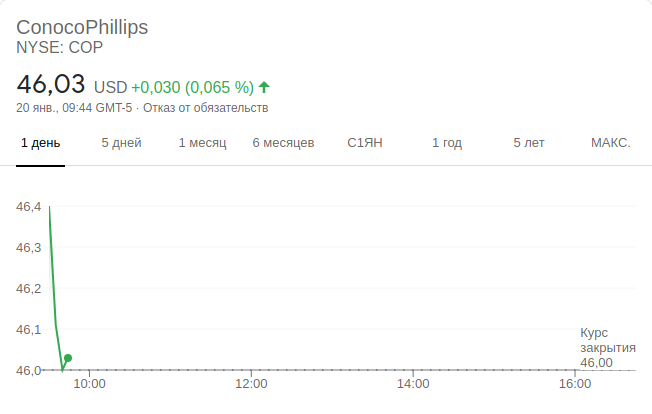 ConocoPhillips
NYSE: COP
46,03 USD +0,030 (0,065 %)
20 янв., 09:44 GMT-5 · Отказ от обязательств
1 день 5 дней 1 месяц 6 месяцев С1ЯН 1 год 5 лет МАКС.
46,4
46,3
46,2
46,1
Курс
закрытия
46,00
46,0
10:00 12:00 14:00 16:00